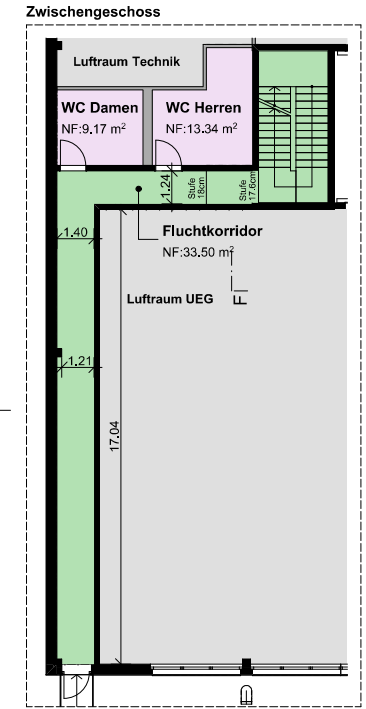 Zwischengeschoss
Luftraum Technik
WC Damen
NF:9.17 m²
WC Herren
NF:13.34 m²
1.24
Stufe
18cm
Stufe
17.6cm
Fluchtkorridor
NF:33.50 m²
1.40
Luftraum UEG
F
1.21
17.04